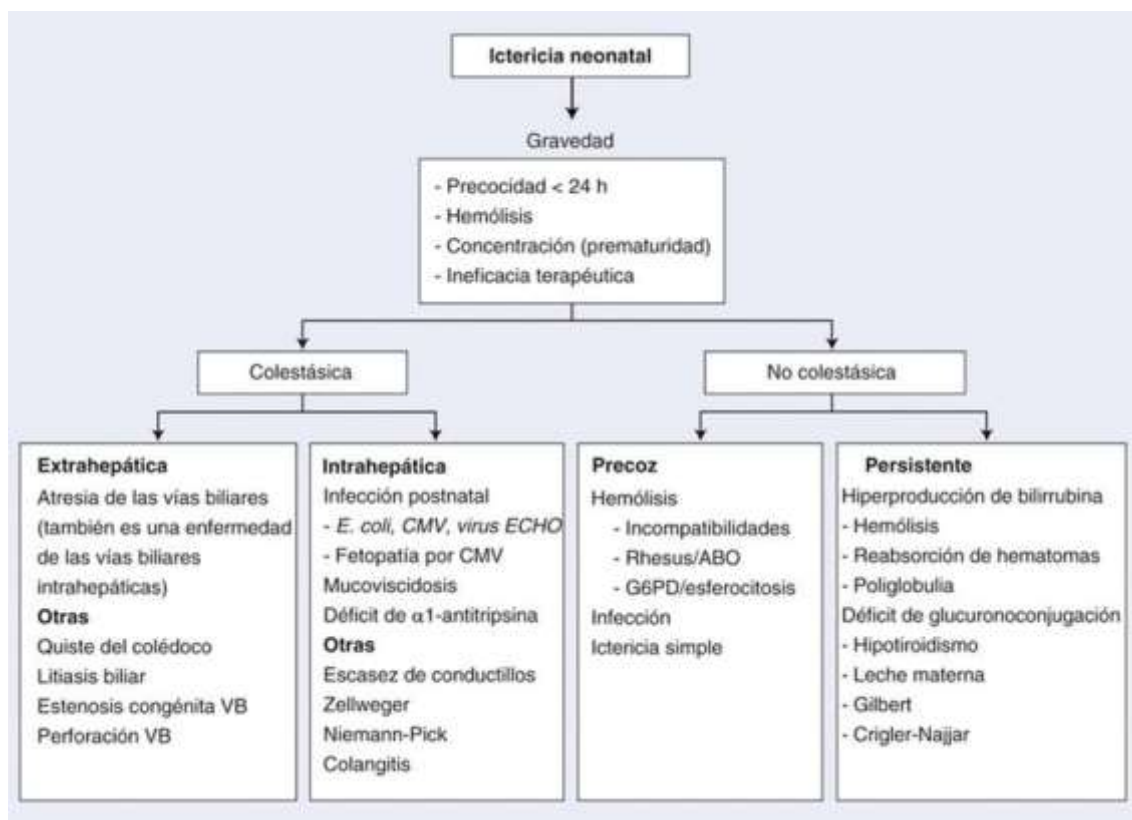 Ictericia neonatal
Gravedad
- Precocidad < 24 h
- Hemólisis
- Concentración (prematuridad)
- Ineficacia terapéutica
Colestásica
No colestásica
Extrahepática
Atresia de las vías biliares
(también es una enfermedad
de las vías biliares
intrahepáticas)
Otras
Quiste del colédoco
Litiasis biliar
Estenosis congénita VB
Perforación VB
Intrahepática
Infección postnatal
- E. coli, CMV, virus ECHO
- Fetopatía por CMV
Mucoviscidosis
Déficit de α1-antitripsina
Otras
Escasez de conductillos
Zellweger
Niemann-Pick
Colangitis
Precoz
Hemólisis
- Incompatibilidades
- Rhesus/ABO
- G6PD/esferocitosis
Infección
Ictericia simple
Persistente
Hiperproducción de bilirrubina
- Hemólisis
- Reabsorción de hematomas
- Poliglobulia
Déficit de glucuronoconjugación
- Hipotiroidismo
- Leche materna
- Gilbert
- Crigler-Najjar